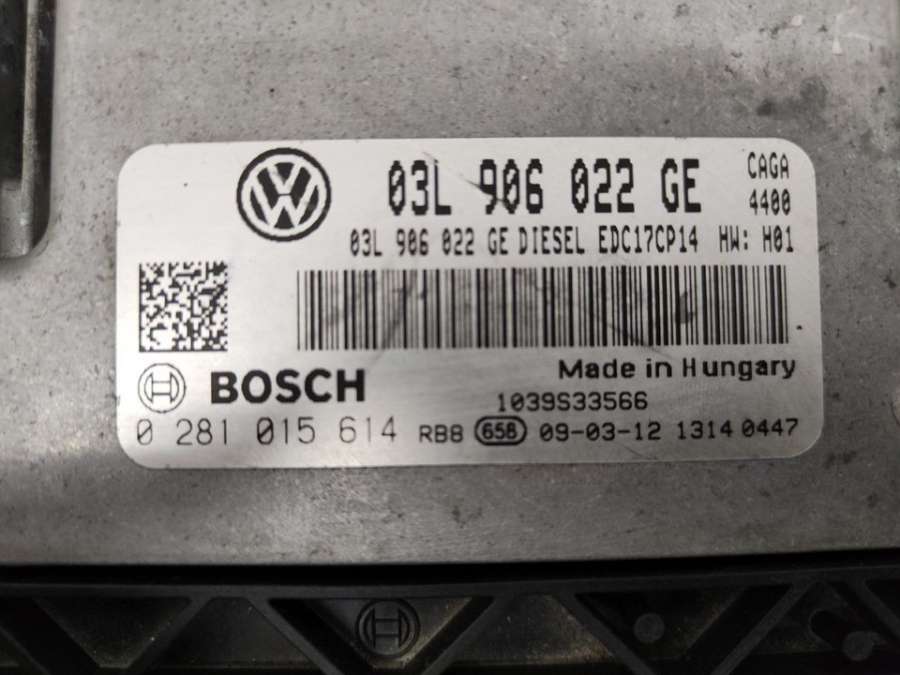 03L 906 022 GE
CAGA
4400
03L 906 022 GE DIESEL EDC17CP14 HW: H01
Made in Hungary
BOSCH
1039S33566
0 281 015 614 RB8 656 09-03-12 1314 0447